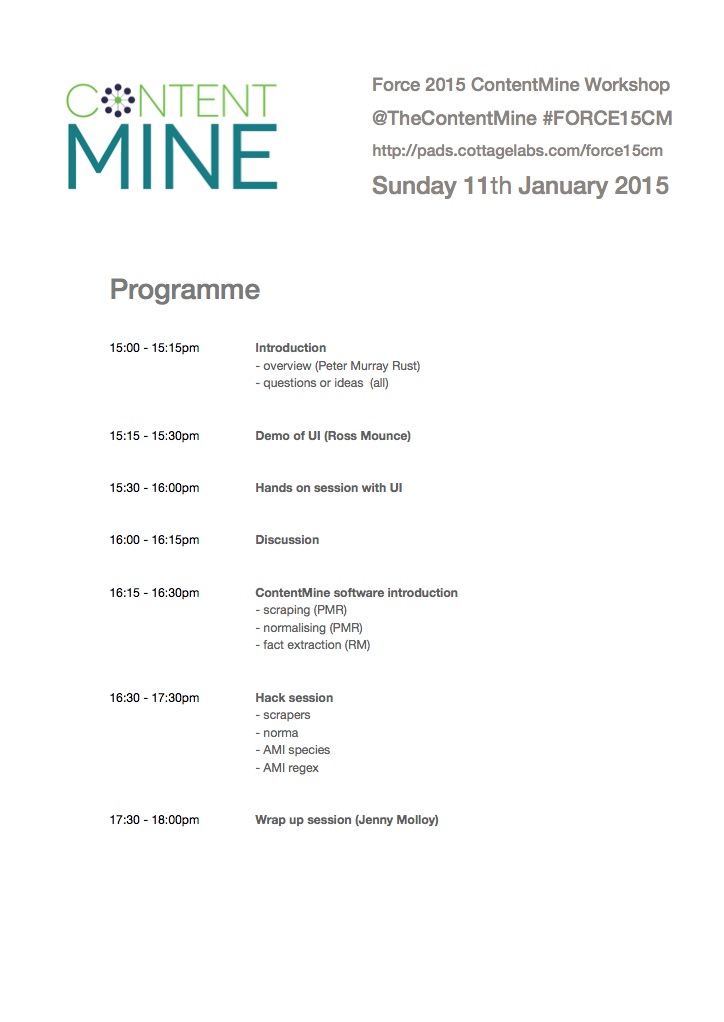 CONTENT
MINE
Force 2015 ContentMine Workshop
@TheContentMine #FORCE15CM
http://pads.cottagelabs.com/force15cm
Sunday 11th January 2015
Programme
15:00 - 15:15pm Introduction
- overview (Peter Murray Rust)
- questions or ideas  (all)
15:15 - 15:30pm Demo of UI (Ross Mounce)
15:30 - 16:00pm Hands on session with UI
16:00 - 16:15pm Discussion
16:15 - 16:30pm ContentMine software introduction
- scraping (PMR)
- normalising (PMR)
- fact extraction (RM)
16:30 - 17:30pm Hack session
- scrapers
- norma
- AMI species
- AMI regex
17:30 - 18:00pm Wrap up session (Jenny Molloy)